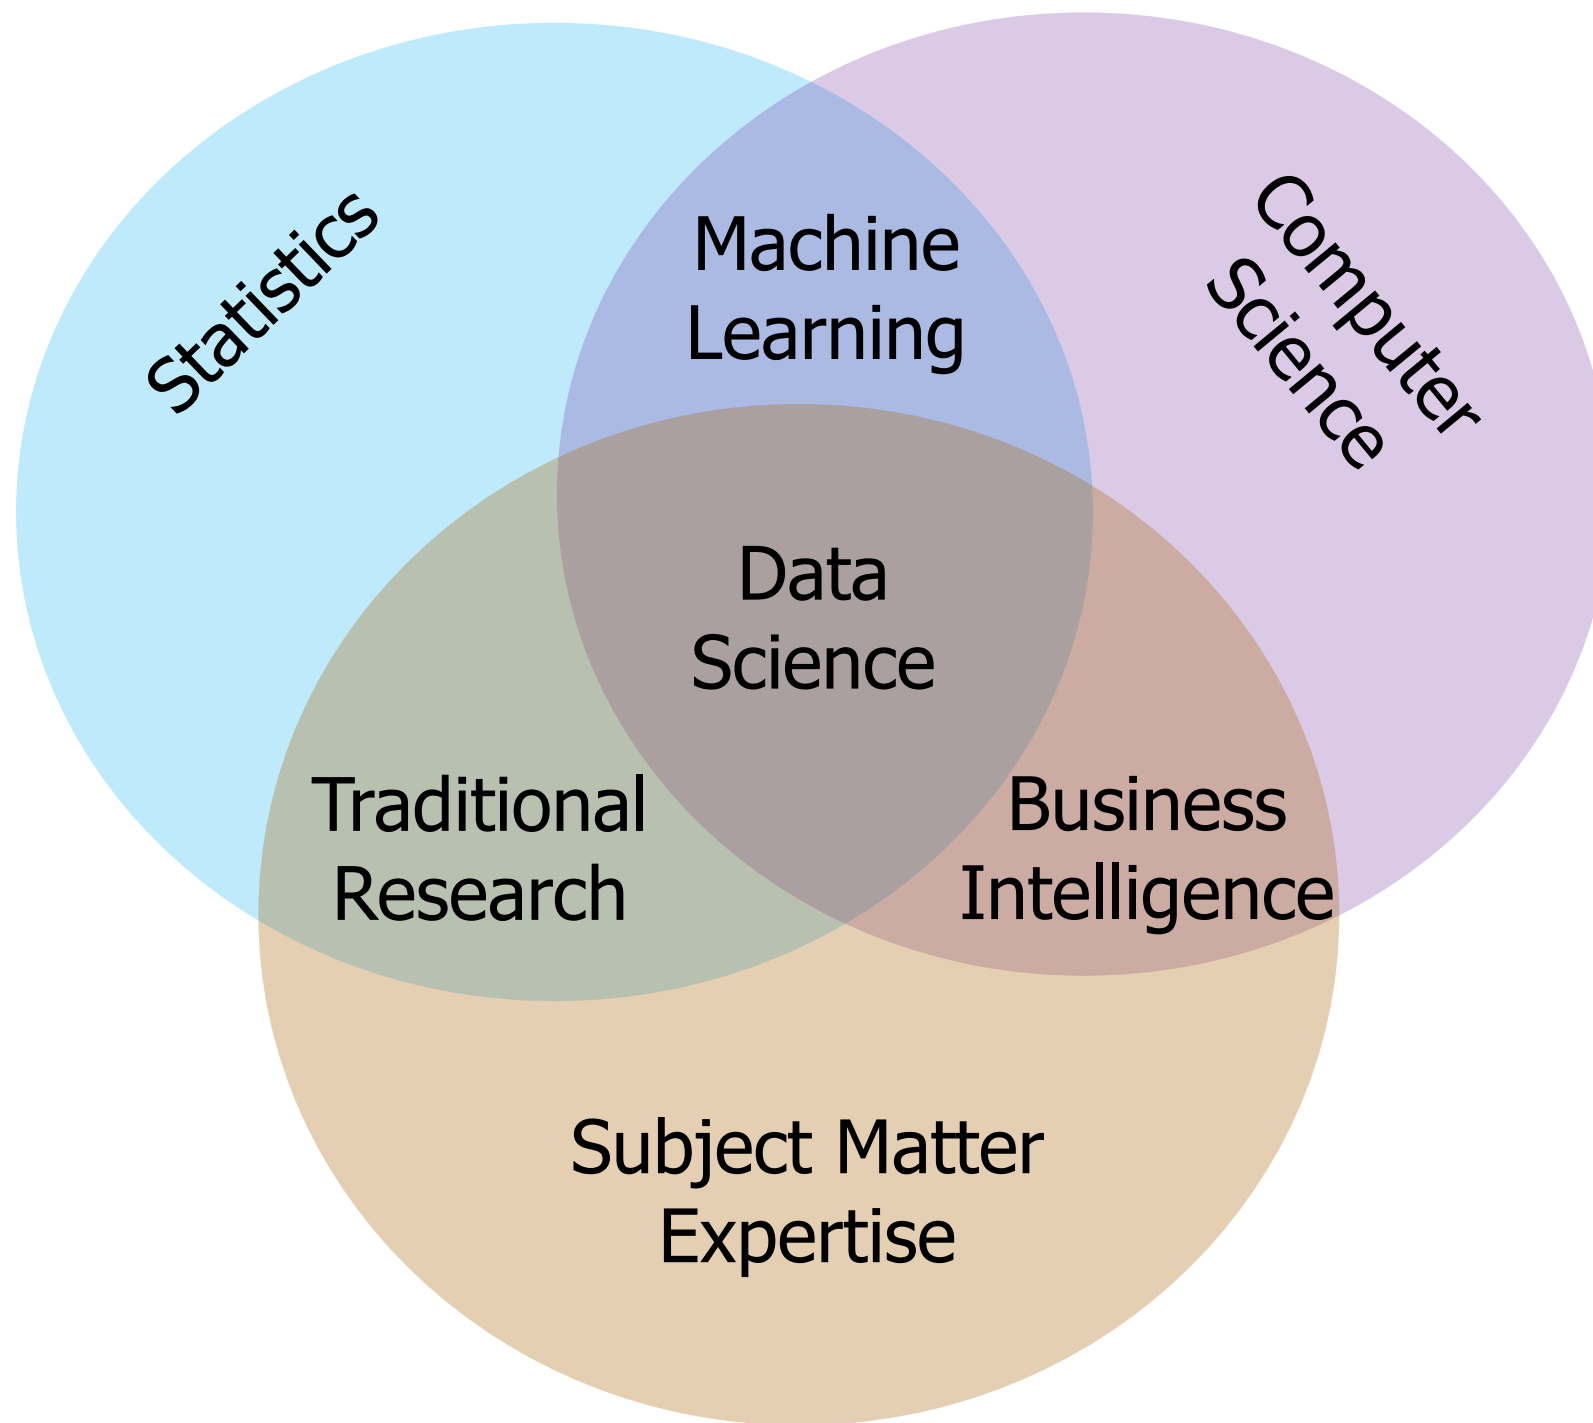 Statistics
Machine
Learning
Computer
Science
Data
Science
Traditional
Research
Business
Intelligence
Subject Matter
Expertise